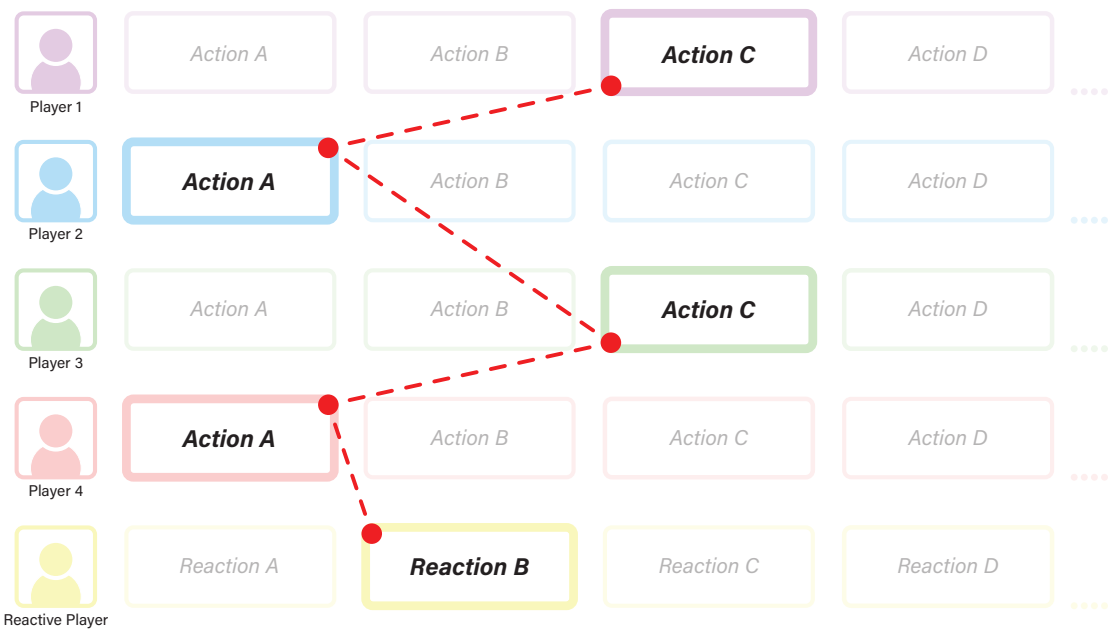 Action A
Action B
Action C
Action D
Player 1
Action A
Action B
Action C
Action D
Player 2
Action A
Action B
Action C
Action D
Player 3
Action A
Action B
Action C
Action D
Player 4
Reaction A
Reaction B
Reaction C
Reaction D
Reactive Player